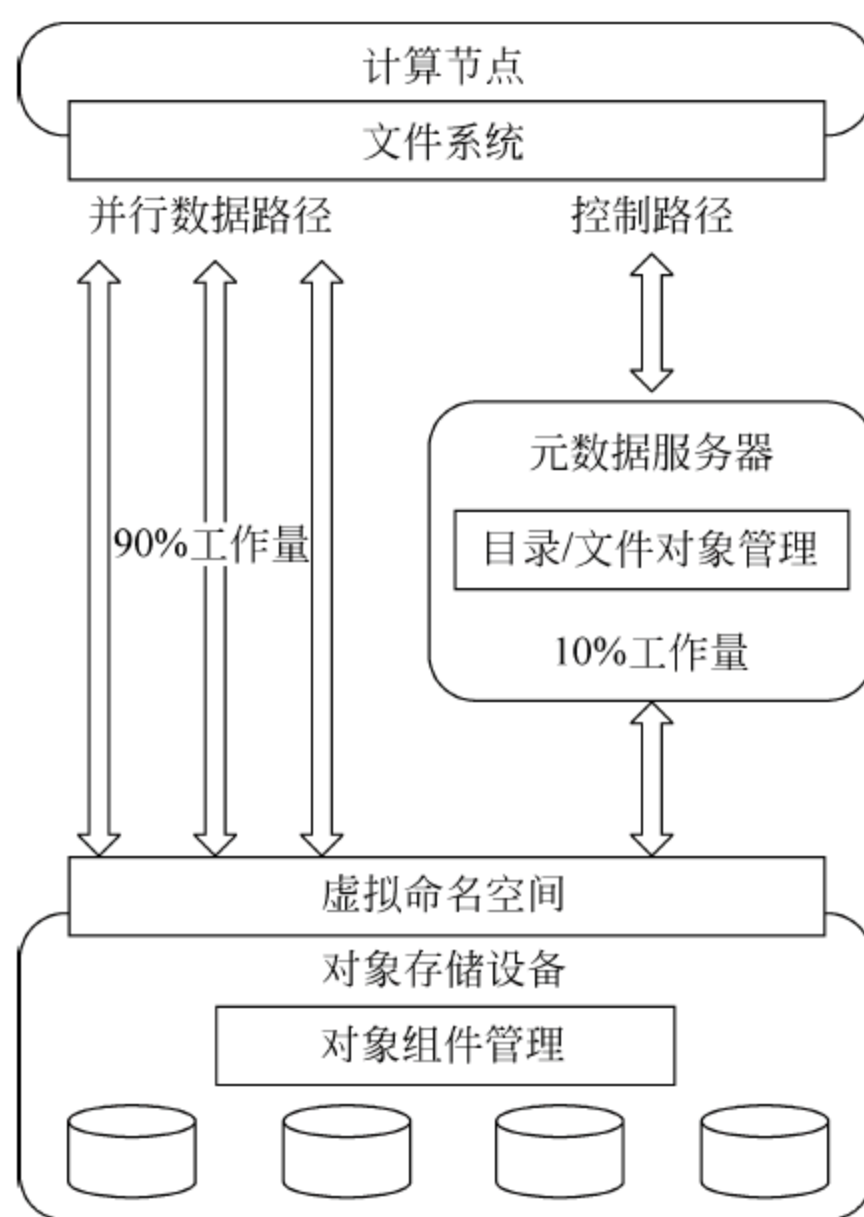 计算节点
文件系统
并行数据路径
控制路径
元数据服务器
90%工作量
目录/文件对象管理
10%工作量
虚拟命名空间
对象存储设备
对象组件管理